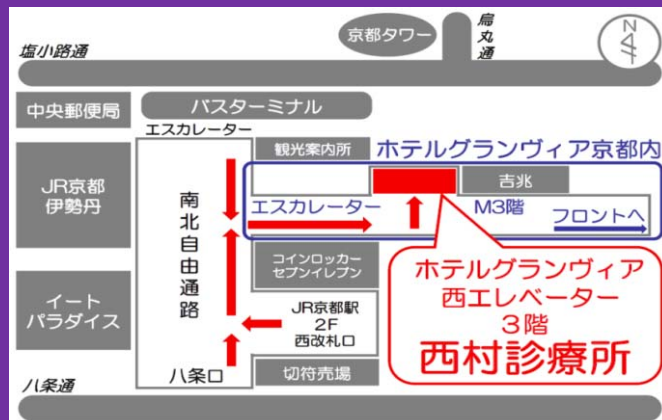 京都タワー
烏丸通
N
塩小路通
中央郵便局
バスターミナル
エスカレーター
観光案内所
ホテルグランヴィア京都内
JR京都
伊勢丹
南北自由通路
エスカレーター
吉兆
M3階
フロントへ
コインロッカー
セブンイレブン
ホテルグランヴィア
西エレベーター
3階
西村診療所
イート
パラダイス
JR京都駅
2F
西改札口
八条口
切符売場
八条通